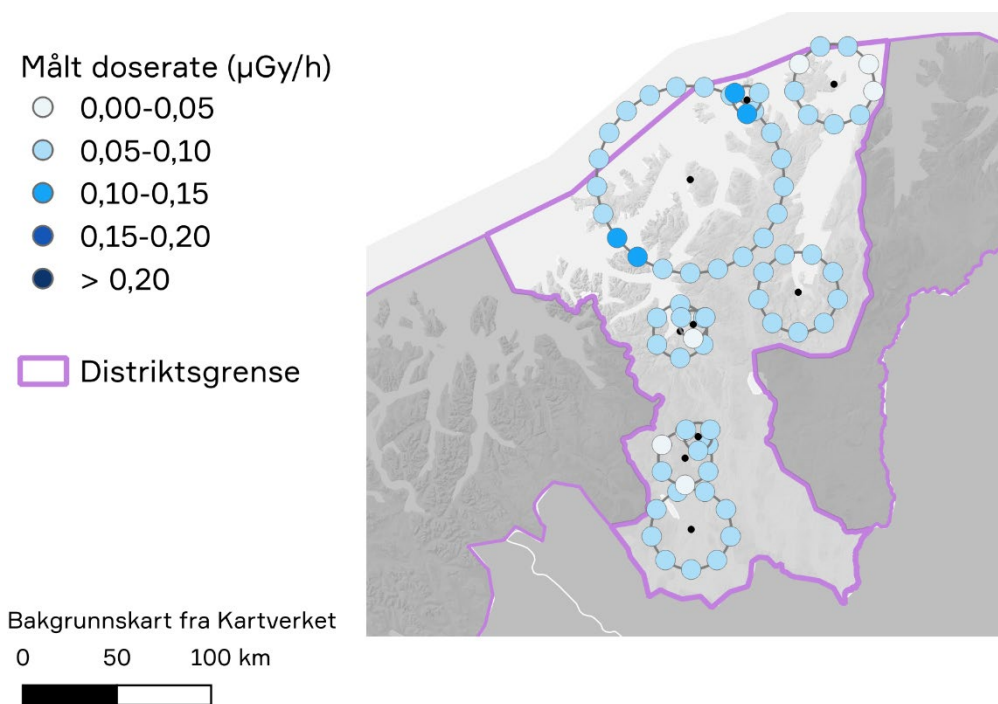 Målt doserate (µGy/h)
0,00-0,05
0,05-0,10
0,10-0,15
0,15-0,20
> 0,20
Distriktsgrense
Bakgrunnskart fra Kartverket
0 50 100 km